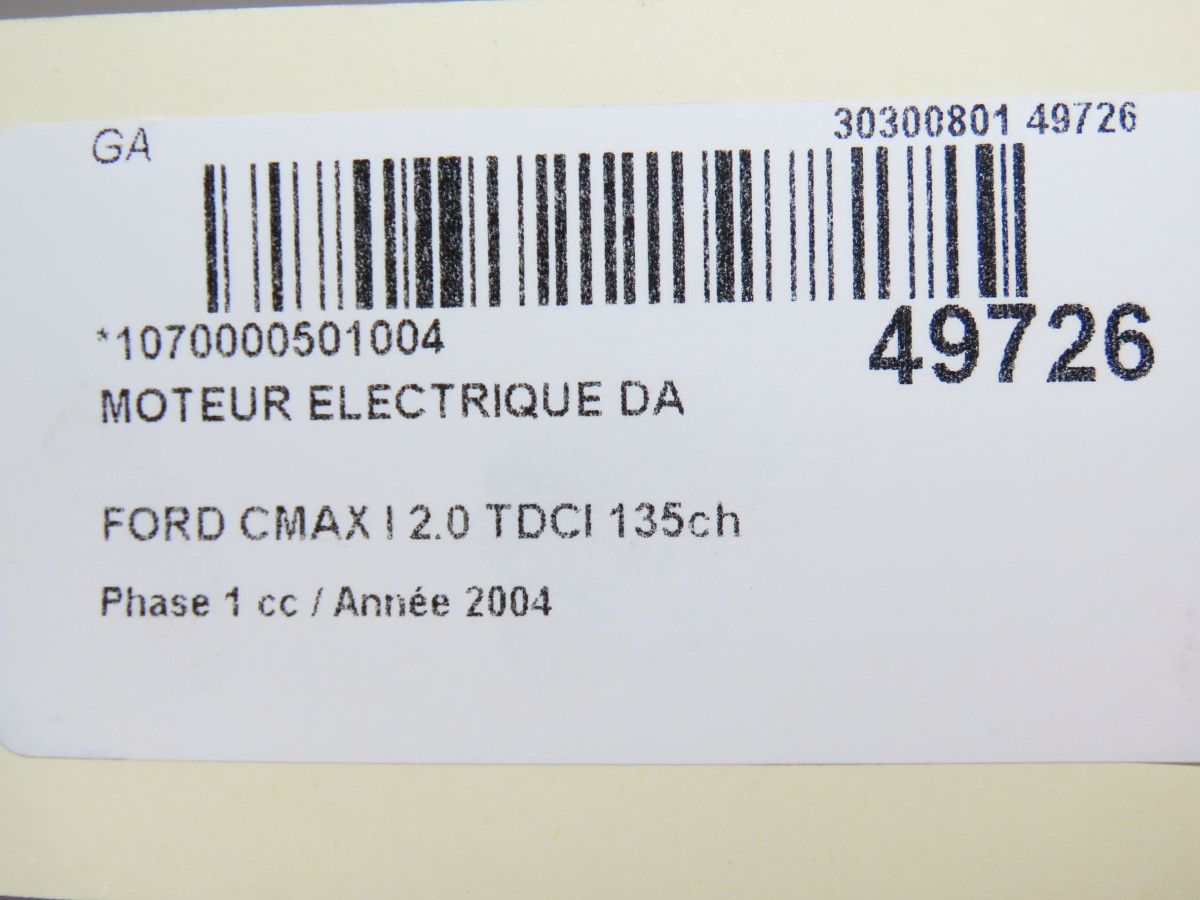 GA
30300801 49726
*1070000501004
49726
MOTEUR ELECTRIQUE DA
FORD CMAX I 2.0 TDCI 135ch
Phase 1 cc / Année 2004